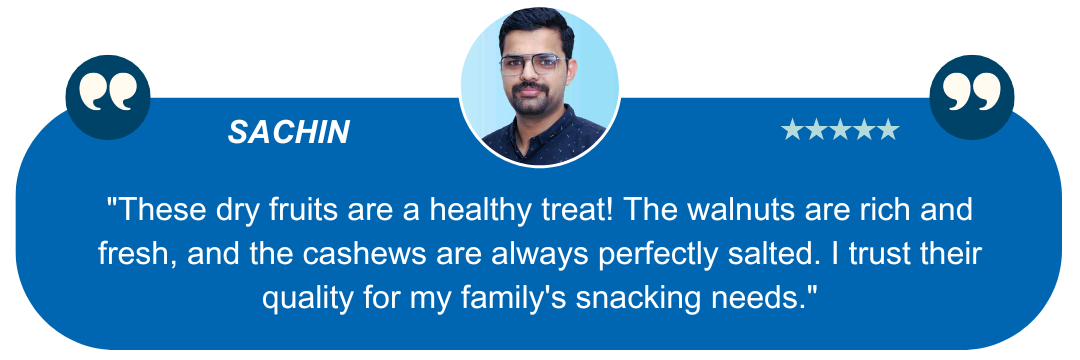 SACHIN
"These dry fruits are a healthy treat! The walnuts are rich and
fresh, and the cashews are always perfectly salted. I trust their
quality for my family's snacking needs."